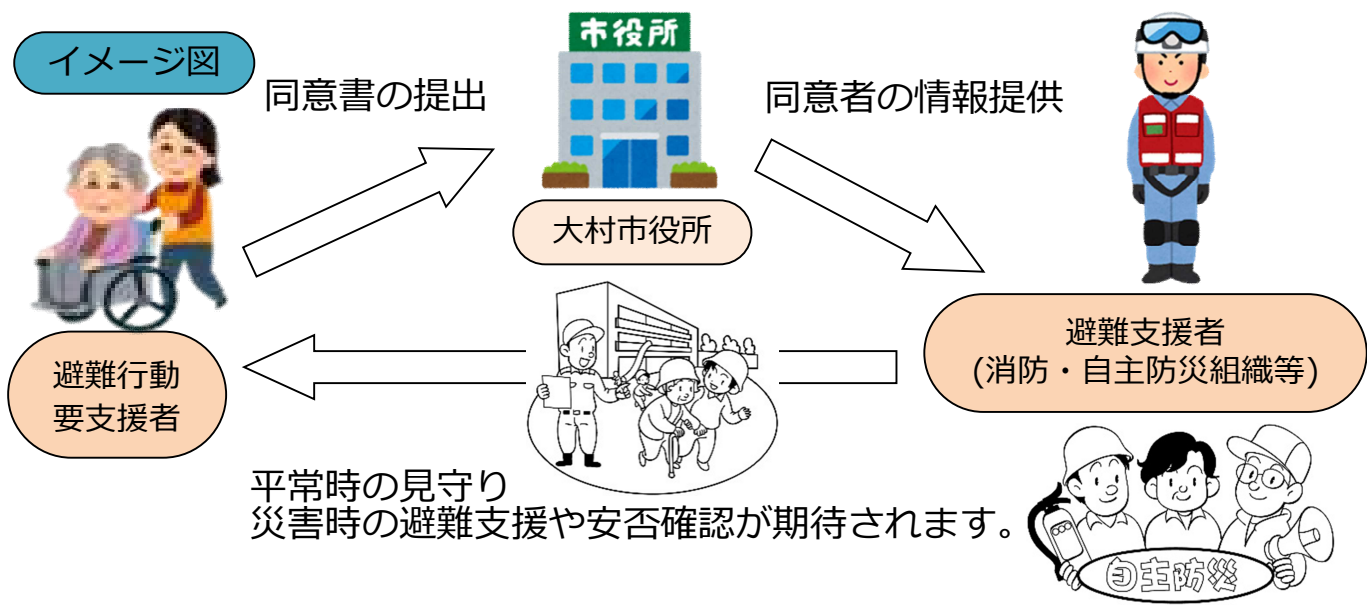 イメージ図
市役所
同意書の提出
同意者の情報提供
大村市役所
避難行動
要支援者
避難支援者
(消防・自主防災組織等)
平常時の見守り
災害時の避難支援や安否確認が期待されます。
自主防災